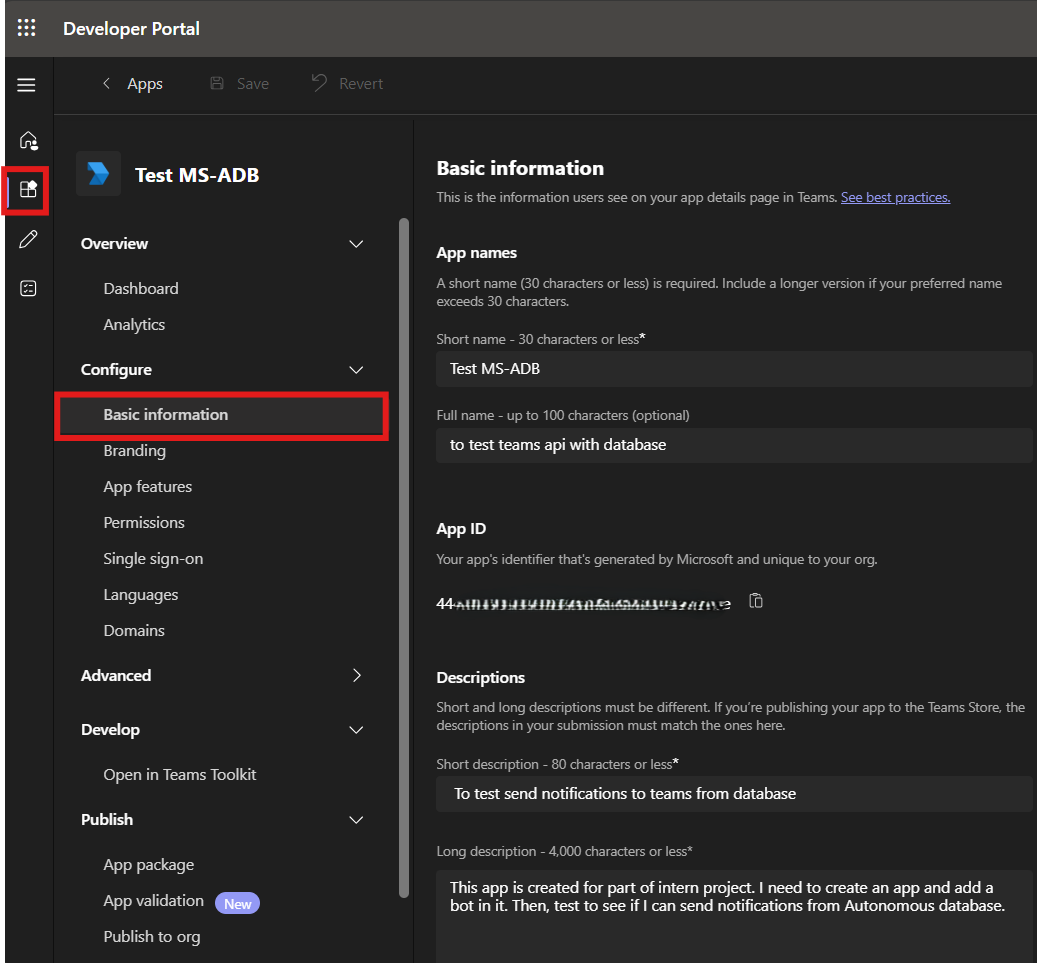 Developer Portal
Apps
Save
Revert
Test MS-ADB
Overview
Dashboard
Analytics
Configure
Basic information
Branding
App features
Permissions
Single sign-on
Languages
Domains
Advanced
Develop
Open in Teams Toolkit
Publish
App package
App validation New
Publish to org
Basic information
This is the information users see on your app details page in Teams. See best practices.
App names
A short name (30 characters or less) is required. Include a longer version if your preferred name
exceeds 30 characters.
Short name - 30 characters or less*
Test MS-ADB
Full name - up to 100 characters (optional)
to test teams api with database
App ID
Your app's identifier that's generated by Microsoft and unique to your org.
44
Descriptions
Short and long descriptions must be different. If you're publishing your app to the Teams Store, the
descriptions in your submission must match the ones here.
Short description - 80 characters or less*
To test send notifications to teams from database
Long description - 4,000 characters or less*
This app is created for part of intern project. I need to create an app and add a
bot in it. Then, test to see if I can send notifications from Autonomous database.